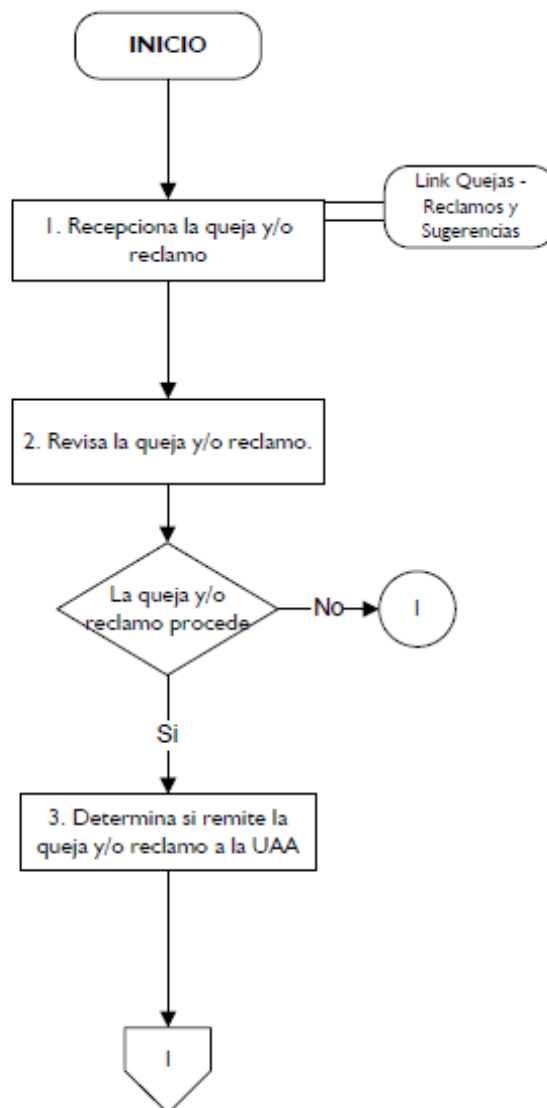 INICIO
1. Recepciona la queja y/o
reclamo
Link Quejas -
Reclamos y
Sugerencias
2. Revisa la queja y/o reclamo.
La queja y/o
reclamo procede
No
1
Si
3. Determina si remite la
queja y/o reclamo a la UAA
1